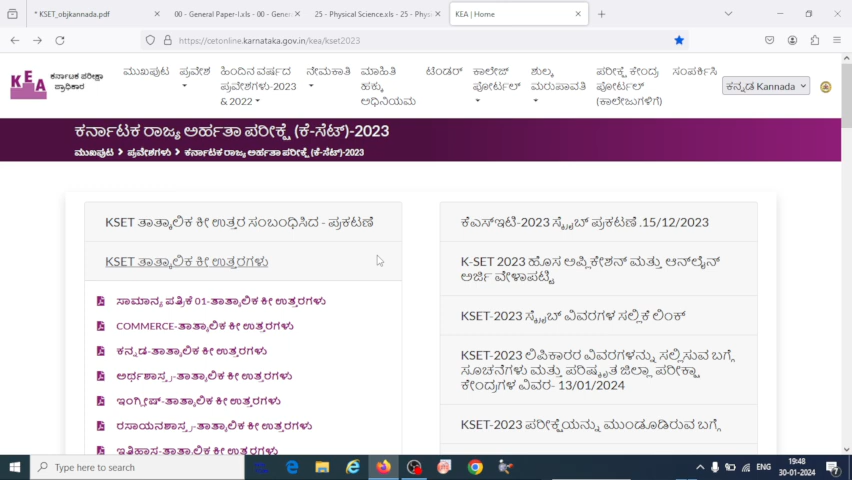 * KSET_objkannada.pdf
00 - General Paper-I.xls - 00 - Gener
25 - Physical Science.xls - 25 - Physi
KEA | Home
https://cetonline.karnataka.gov.in/kea/kset2023
KEA
ಕರ್ನಾಟಕ ಪರೀಕ್ಷಾ
ಪ್ರಾಧಿಕಾರ
ಮುಖಪುಟ
ಪ್ರವೇಶ
ಹಿಂದಿನ ವರ್ಷದ
ಪ್ರವೇಶಗಳು-2023
& 2022
ನೇಮಕಾತಿ
ಮಾಹಿತಿ
ಹಕ್ಕು
ಅಧಿನಿಯಮ
ಟೆಂಡರ್
ಕಾಲೇಜ್
ಪೋರ್ಟಲ್
ಶುಲ್ಕ
ಮರುಪಾವತಿ
ಪರೀಕ್ಷೆ ಕೇಂದ್ರ
ಪೋರ್ಟಲ್
(ಕಾಲೇಜುಗಳಿಗೆ)
ಸಂಪರ್ಕಿಸಿ
ಕನ್ನಡ Kannada
ಕರ್ನಾಟಕ ರಾಜ್ಯ ಅರ್ಹತಾ ಪರೀಕ್ಷೆ (ಕೆ-ಸೆಟ್)-2023
ಮುಖಪುಟ > ಪ್ರವೇಶಗಳು > ಕರ್ನಾಟಕ ರಾಜ್ಯ ಅರ್ಹತಾ ಪರೀಕ್ಷೆ (ಕೆ-ಸೆಟ್)-2023
KSET ತಾತ್ಕಾಲಿಕ ಕೀ ಉತ್ತರ ಸಂಬಂಧಿಸಿದ - ಪ್ರಕಟಣೆ
KSET ತಾತ್ಕಾಲಿಕ ಕೀ ಉತ್ತರಗಳು
ಸಾಮಾನ್ಯ ಪತ್ರಿಕೆ 01-ತಾತ್ಕಾಲಿಕ ಕೀ ಉತ್ತರಗಳು
COMMERCE-ತಾತ್ಕಾಲಿಕ ಕೀ ಉತ್ತರಗಳು
ಕನ್ನಡ-ತಾತ್ಕಾಲಿಕ ಕೀ ಉತ್ತರಗಳು
ಅರ್ಥಶಾಸ್ತ್ರ-ತಾತ್ಕಾಲಿಕ ಕೀ ಉತ್ತರಗಳು
ಇಂಗ್ಲೀಷ್-ತಾತ್ಕಾಲಿಕ ಕೀ ಉತ್ತರಗಳು
ರಸಾಯನಶಾಸ್ತ್ರ-ತಾತ್ಕಾಲಿಕ ಕೀ ಉತ್ತರಗಳು
ಇತಿಹಾಸ-ತಾತ್ಕಾಲಿಕ ಕೀ ಉತ್ತರಗಳು
ಕೆಎಸ್ಇಟಿ-2023 ಸ್ಕ್ರೈಬ್ ಪ್ರಕಟಣೆ .15/12/2023
K-SET 2023 ಹೊಸ ಅಪ್ಲಿಕೇಶನ್ ಮತ್ತು ಆನ್‌ಲೈನ್
ಅರ್ಜಿ ವೇಳಾಪಟ್ಟಿ
KSET-2023 ಸ್ಕ್ರೈಬ್ ವಿವರಗಳ ಸಲ್ಲಿಕೆ ಲಿಂಕ್
KSET-2023 ಲಿಪಿಕಾರರ ವಿವರಗಳನ್ನು ಸಲ್ಲಿಸುವ ಬಗ್ಗೆ
ಸೂಚನೆಗಳು ಮತ್ತು ಪರಿಷ್ಕೃತ ಜಿಲ್ಲಾ ಪರೀಕ್ಷಾ
ಕೇಂದ್ರಗಳ ವಿವರ- 13/01/2024
KSET-2023 ಪರೀಕ್ಷೆಯನ್ನು ಮುಂದೂಡಿರುವ ಬಗ್ಗೆ
Type here to search
ENG
19:48
30-01-2024